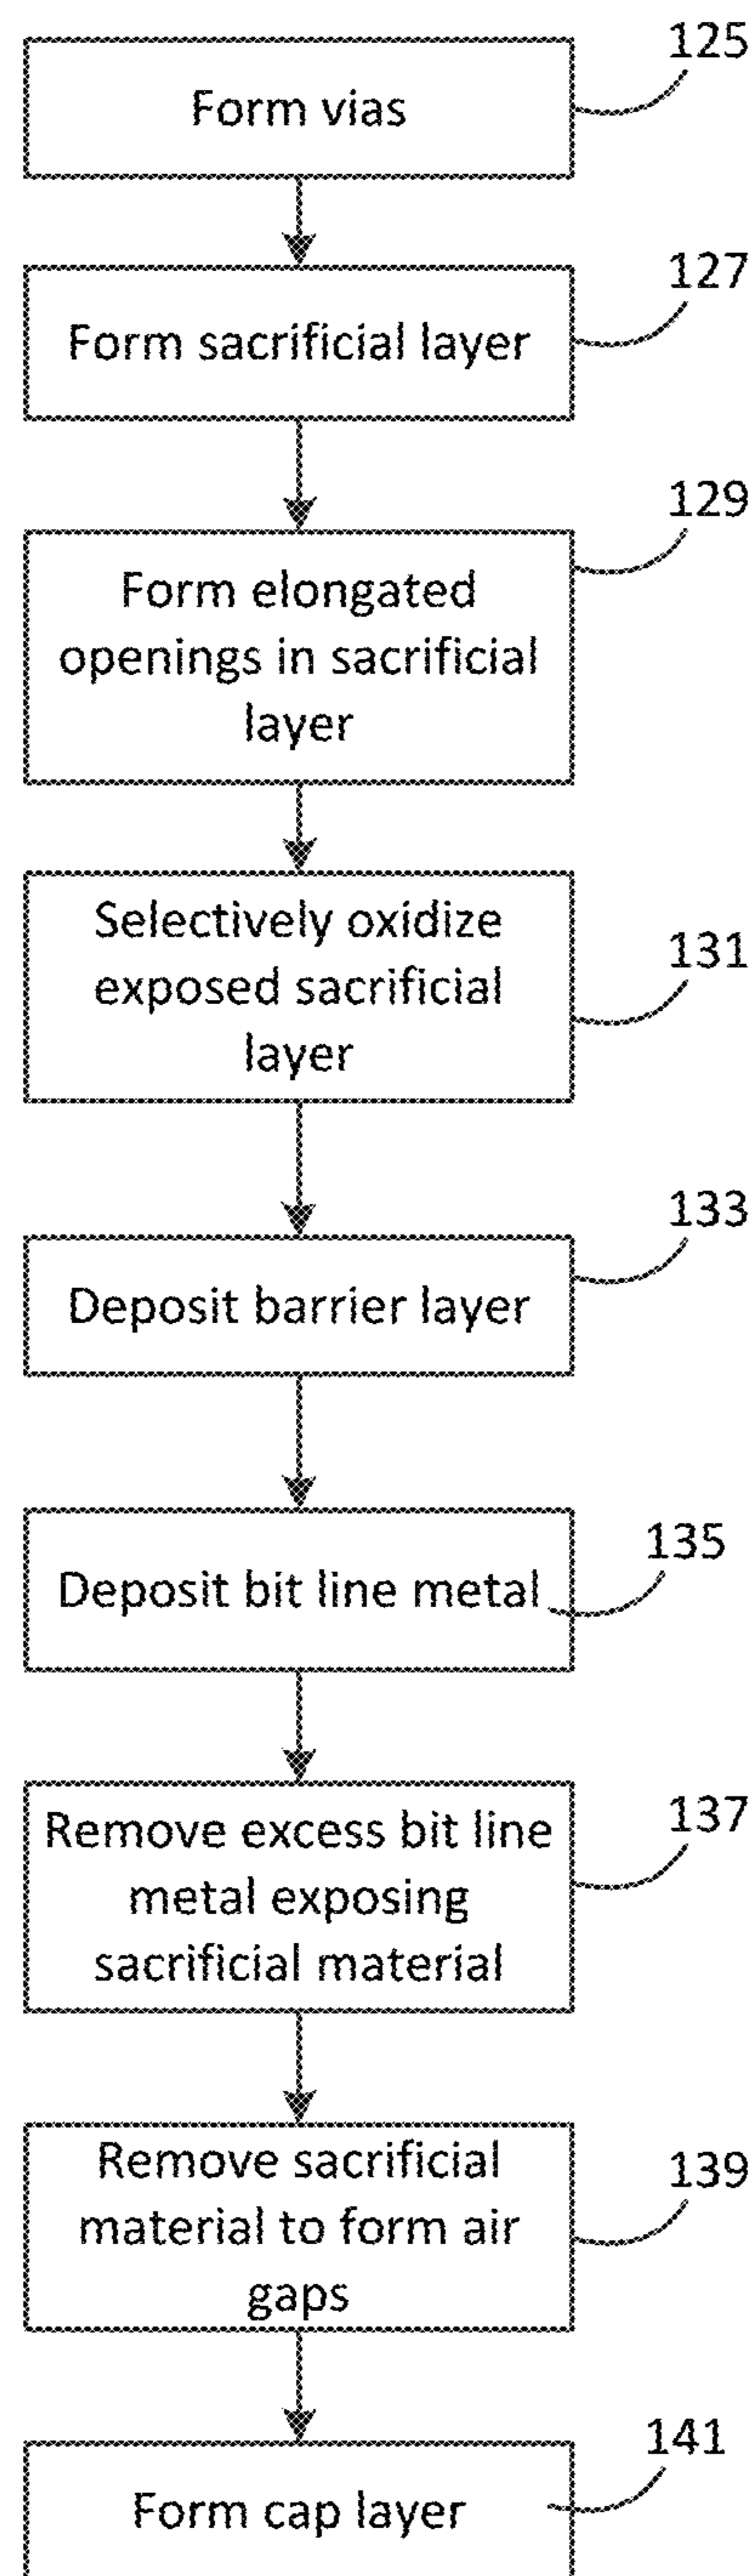 125
Form vias
127
Form sacrificial layer
129
Form elongated
openings in sacrificial
layer
131
Selectively oxidize
exposed sacrificial
layer
133
Deposit barrier layer
135
Deposit bit line metal
137
Remove excess bit line
metal exposing
sacrificial material
139
Remove sacrificial
material to form air
gaps
141
Form cap layer